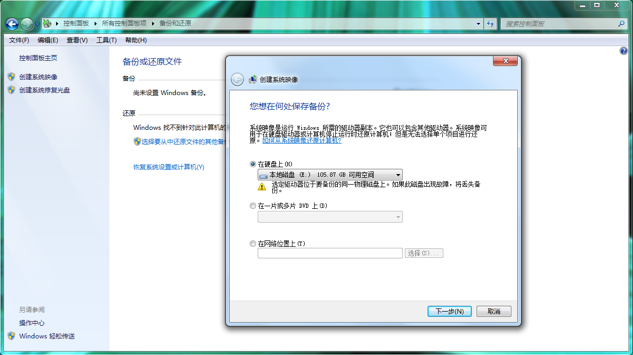 控制面板 所有控制面板项 备份和还原
搜索控制面板
文件(F) 编辑(E) 查看(V) 工具(T) 帮助(H)
控制面板主页
创建系统映像
创建系统修复光盘
备份或还原文件
备份
尚未设置 Windows 备份。
还原
Windows 找不到针对此计算机的
选择要从中还原文件的其他备
恢复系统设置或计算机(Y)
另请参阅
操作中心
Windows 轻松传送
创建系统映像
您想在何处保存备份?
系统映像是运行 Windows 所需的驱动器副本。它也可以包含其他驱动器。系统映像可
用于在硬盘驱动器或计算机停止运行时还原计算机；但是无法选择单个项目进行还
原。如何从系统映像还原计算机?
在硬盘上(H)
本地磁盘 (E:) 105.87 GB 可用空间
选定驱动器位于要备份的同一物理磁盘上。如果此磁盘出现故障，将丢失备
份。
在一片或多片 DVD 上(D)
在网络位置上(T)
选择(E)...
下一步(N) 取消